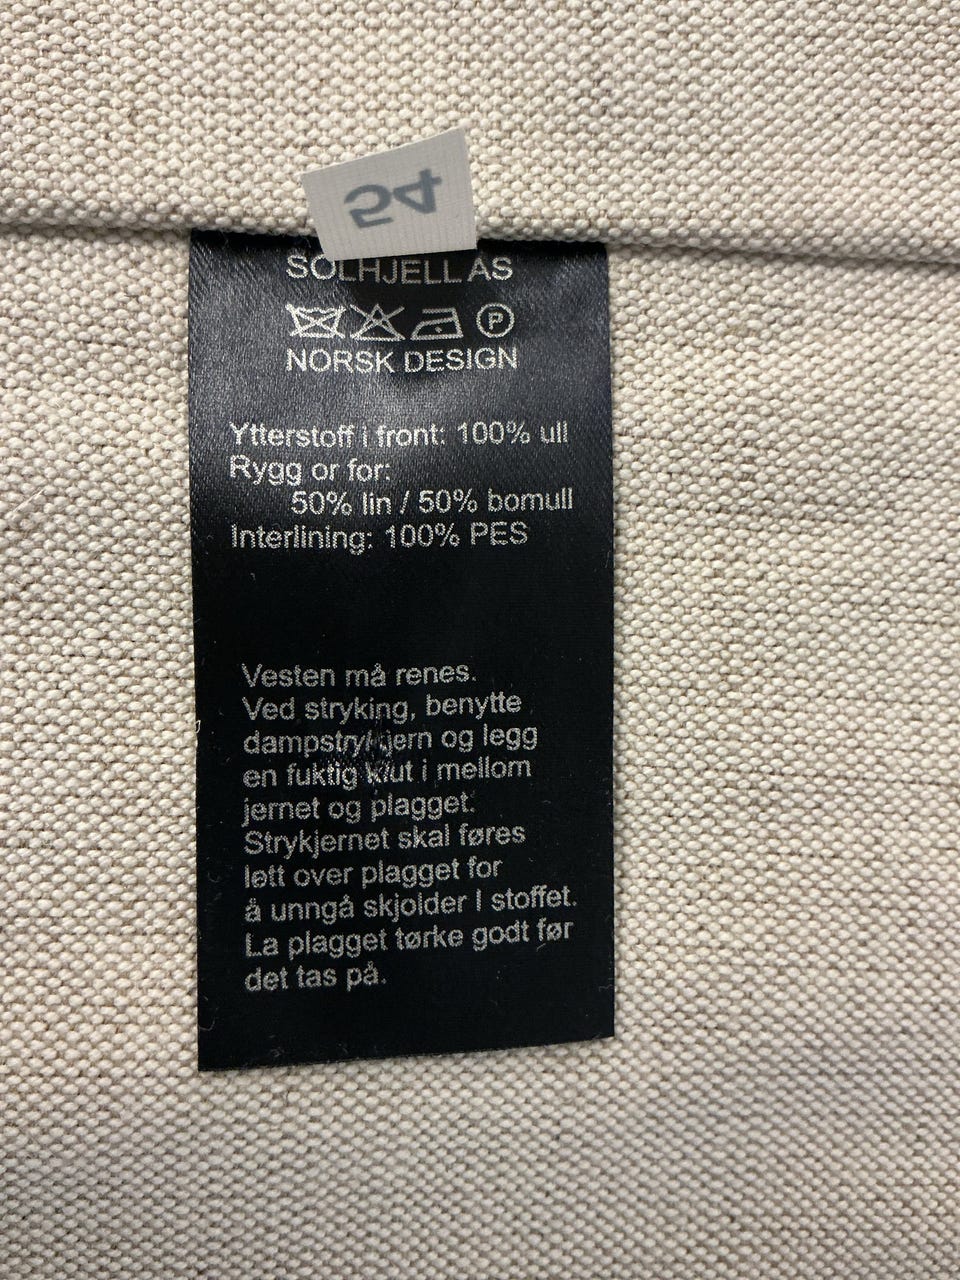 54
SOLHJELL AS
P
NORSK DESIGN
Ytterstoff i front: 100% ull
Rygg or for:
50% lin / 50% bomull
Interlining: 100% PES
Vesten må renes.
Ved stryking, benytte
dampstrykjern og legg
en fuktig klut i mellom
jernet og plagget.
Strykjernet skal føres
lett over plagget for
å unngå skjolder I stoffet.
La plagget tørke godt før
det tas på.